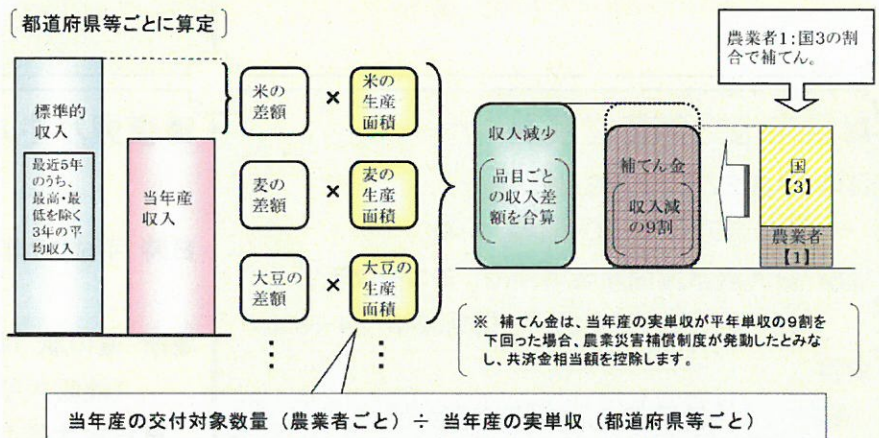 〔都道府県等ごとに算定〕
農業者1:国3の割
合で補てん。
標準的
収入
最近5年
のうち、
最高・最
低を除く
3年の平
均収入
当年産
収入
米の
差額
×
米の
生産
面積
麦の
差額
×
麦の
生産
面積
大豆の
差額
×
大豆の
生産
面積
⋮ ⋮
収入減少
品目ごと
の収入差
額を合算
補てん金
収入減
の9割
国
【3】
農業者
【1】
※ 補てん金は、当年産の実単収が平年単収の9割を
下回った場合、農業災害補償制度が発動したとみな
し、共済金相当額を控除します。
当年産の交付対象数量（農業者ごと）÷ 当年産の実単収（都道府県等ごと）